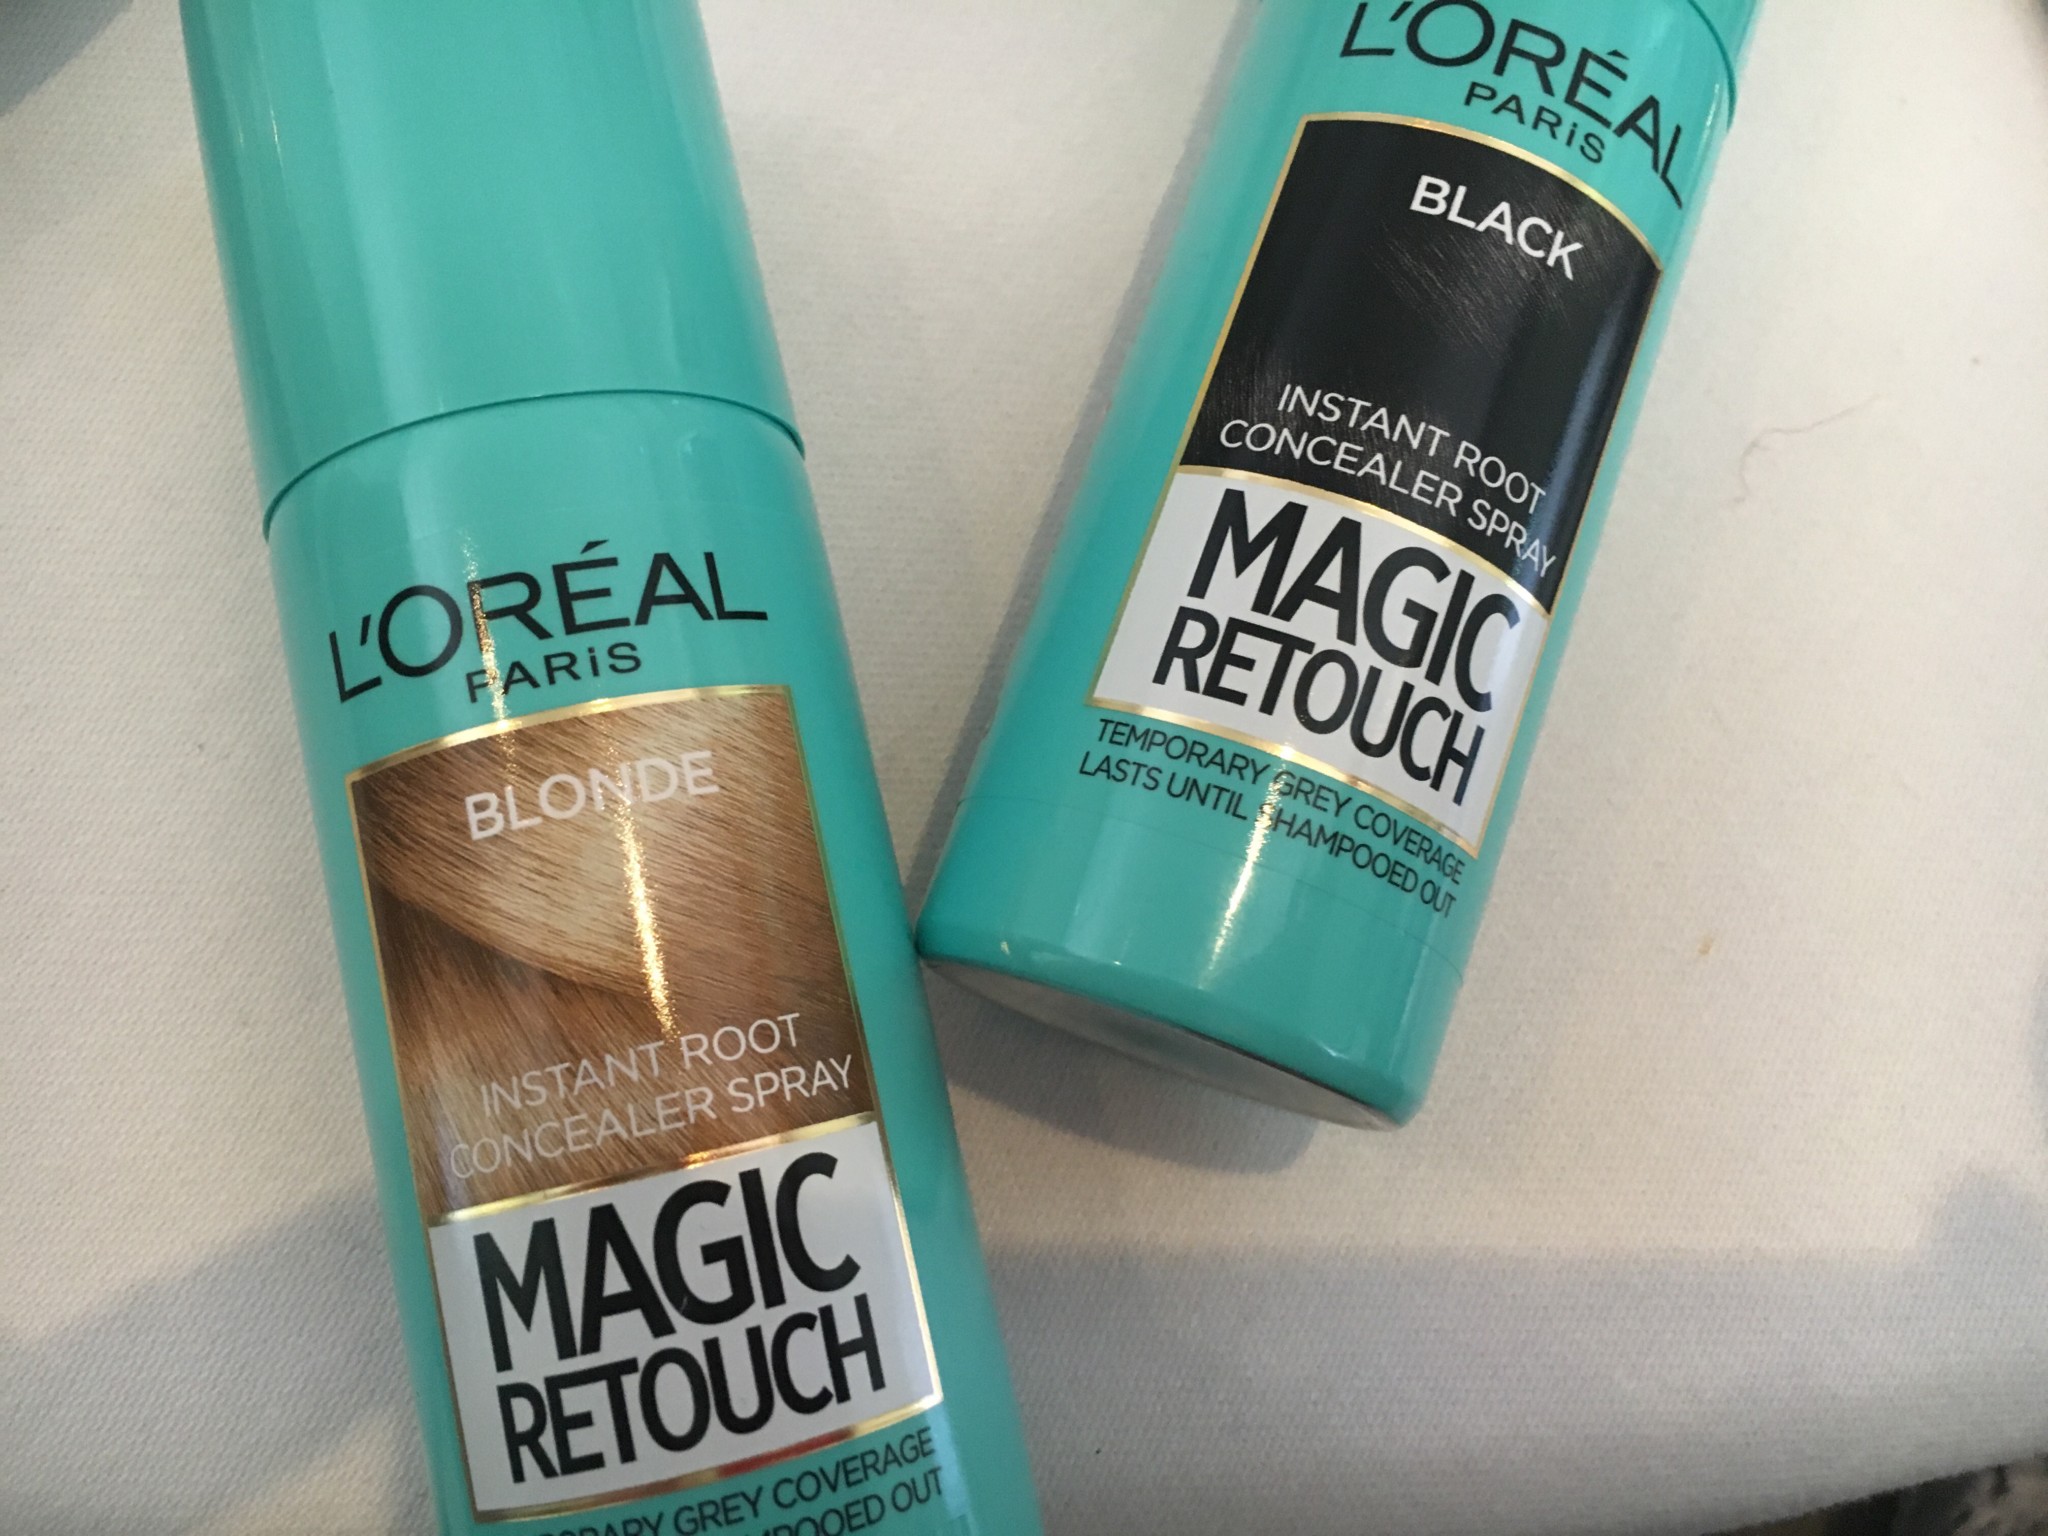 L'ORÉAL
PARiS
BLONDE
INSTANT ROOT
CONCEALER SPRAY
MAGIC
RETOUCH
GREY COVERAGE
OUT
L'ORÉAL
PARiS
BLACK
INSTANT ROOT
CONCEALER SPRAY
MAGIC
RETOUCH
TEMPORARY GREY COVERAGE
LASTS UNTIL SHAMPOOED OUT